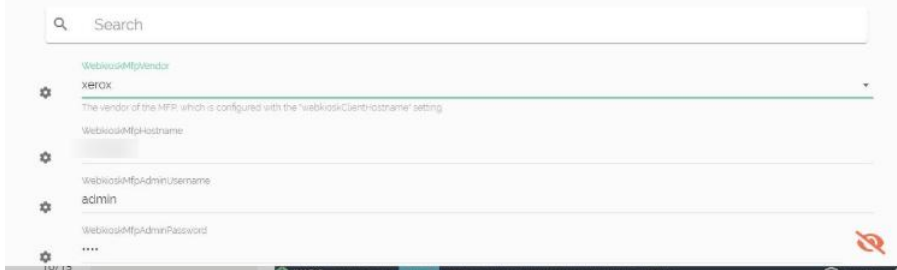 Search
WebkioskMfpVendor
xerox
The vendor of the MFP, which is configured with the "webkioskClientHostname" setting.
WebkioskMfpHostname
WebkioskMfpAdminUsername
admin
WebkioskMfpAdminPassword
••••